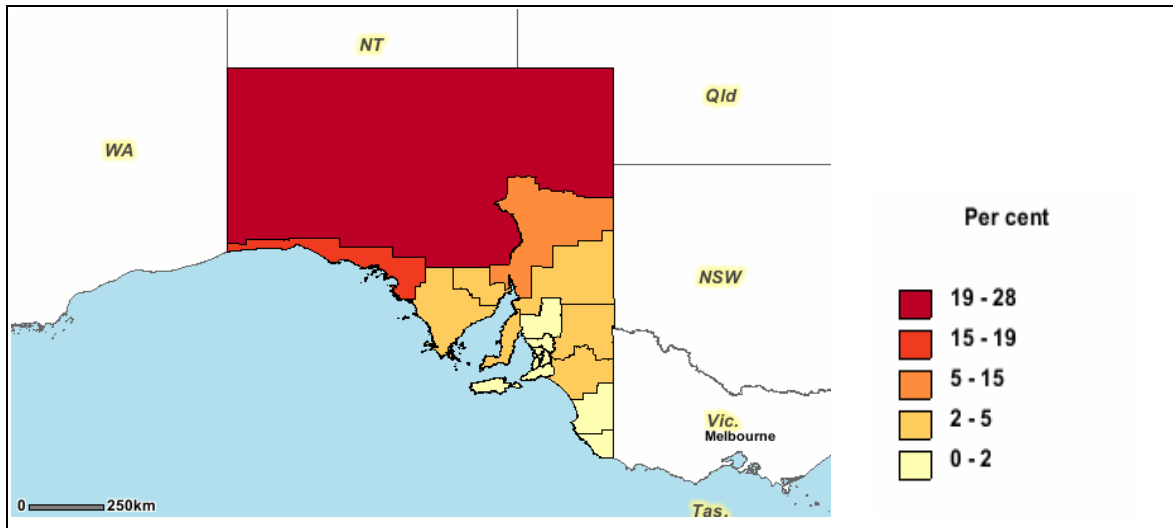 NT
Qld
WA
Per cent
NSW
19 - 28
15 - 19
5 - 15
2 - 5
0 - 2
Vic.
Melbourne
0 250km
Tas.